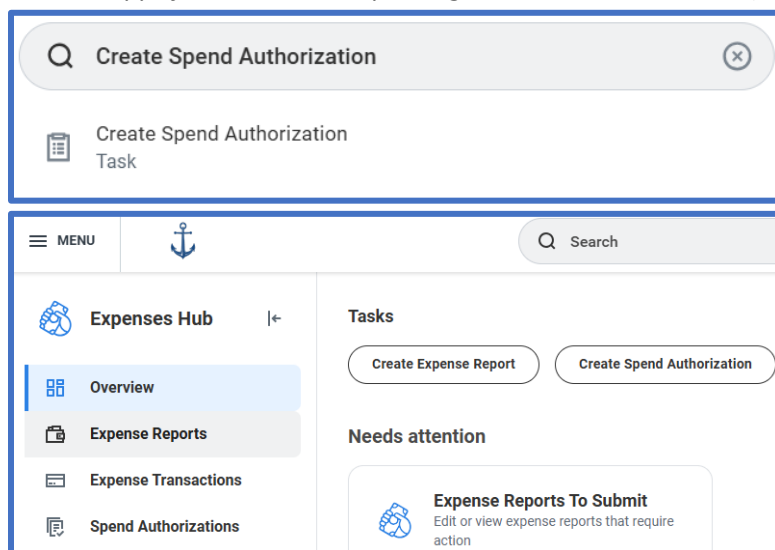 Create Spend Authorization
Create Spend Authorization
Task
MENU
Search
Expenses Hub
Tasks
Create Expense Report
Create Spend Authorization
Overview
Expense Reports
Needs attention
Expense Transactions
Expense Reports To Submit
Edit or view expense reports that require
action
Spend Authorizations